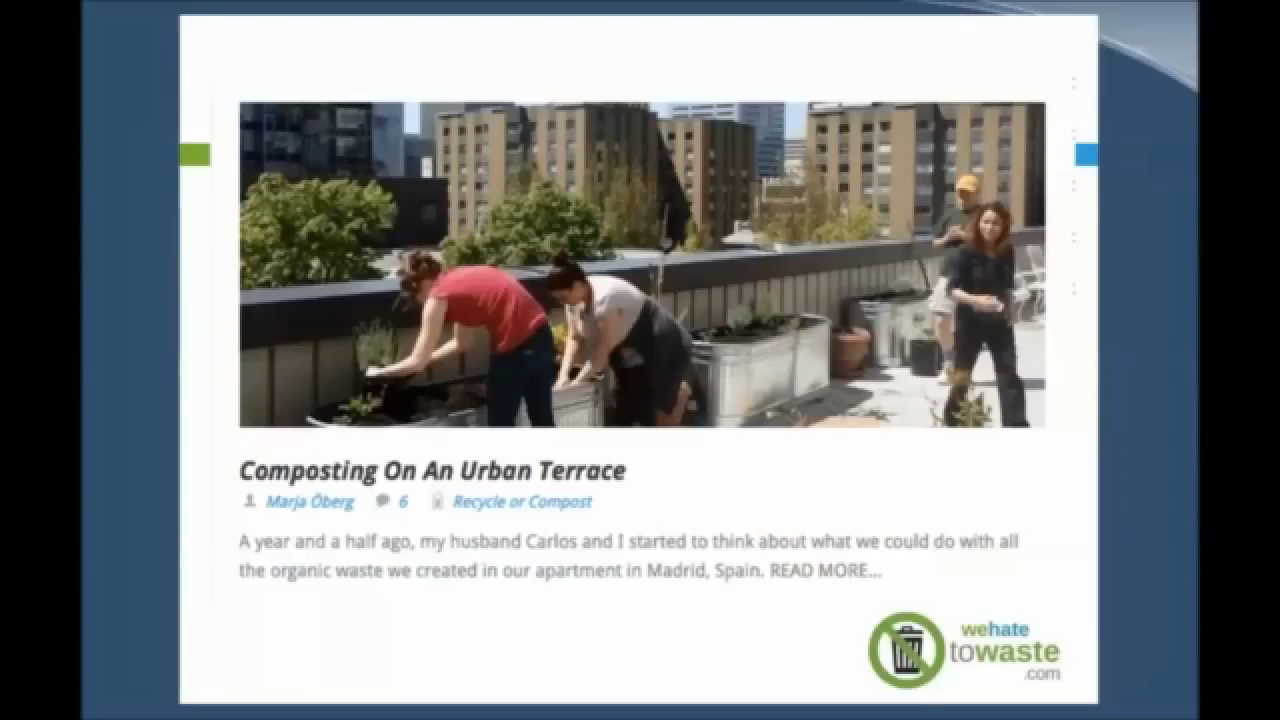 Composting On An Urban Terrace
Marja Öberg 6 Recycle or Compost
A year and a half ago, my husband Carlos and I started to think about what we could do with all
the organic waste we created in our apartment in Madrid, Spain. READ MORE...
wehate
towaste
.com